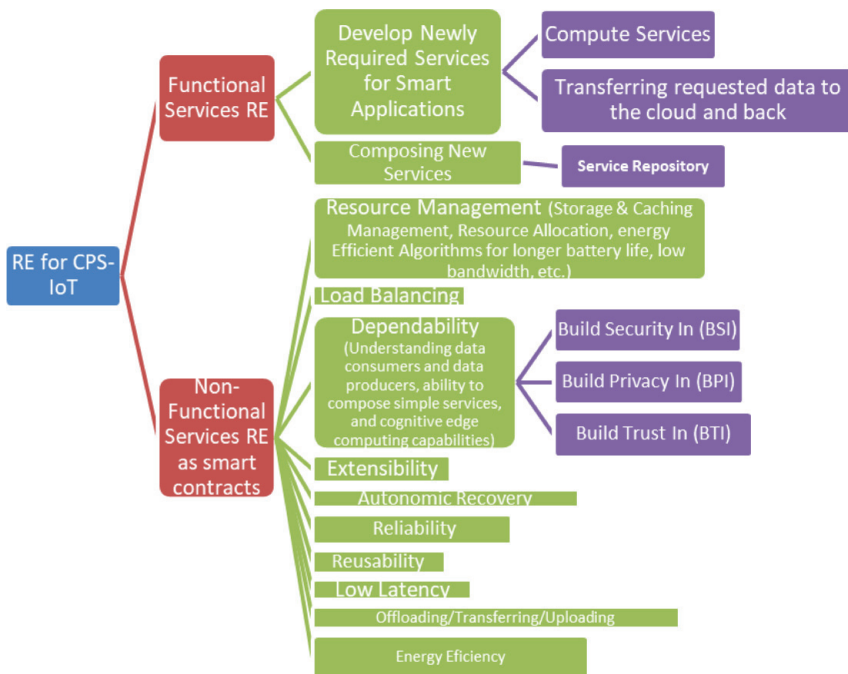 RE for CPS-
IoT
Functional
Services RE
Develop Newly
Required Services
for Smart
Applications
Compute Services
Transferring requested data to
the cloud and back
Composing New
Services
Service Repository
Non-
Functional
Services RE
as smart
contracts
Resource Management (Storage & Caching
Management, Resource Allocation, energy
Efficient Algorithms for longer battery life, low
bandwidth, etc.)
Load Balancing
Dependability
(Understanding data
consumers and data
producers, ability to
compose simple services,
and cognitive edge
computing capabilities)
Build Security In (BSI)
Build Privacy In (BPI)
Build Trust In (BTI)
Extensibility
Autonomic Recovery
Reliability
Reusability
Low Latency
Offloading/Transferring/Uploading
Energy Eficiency